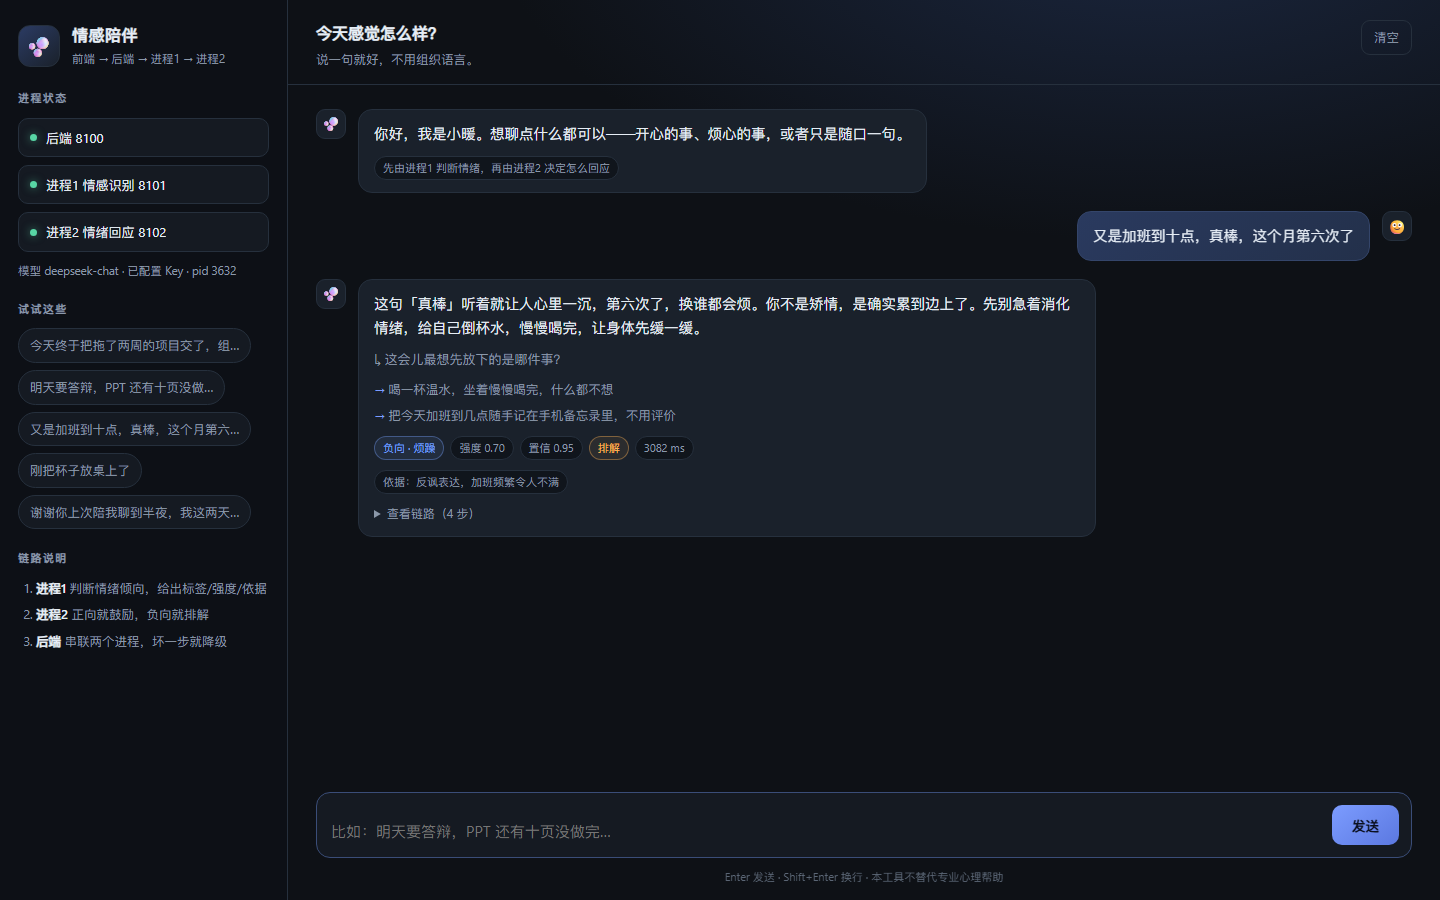 情感陪伴
前端 → 后端 → 进程1 → 进程2
进程状态
后端 8100
进程1 情感识别 8101
进程2 情绪回应 8102
模型 deepseek-chat · 已配置 Key · pid 3632
试试这些
今天终于把拖了两周的项目交了，组...
明天要答辩，PPT 还有十页没做...
又是加班到十点，真棒，这个月第六...
刚把杯子放桌上了
谢谢你上次陪我聊到半夜，我这两天...
链路说明
1. 进程1 判断情绪倾向，给出标签/强度/依据
2. 进程2 正向就鼓励，负向就排解
3. 后端 串联两个进程，坏一步就降级
今天感觉怎么样？
说一句就好，不用组织语言。
清空
你好，我是小暖。想聊点什么都可以——开心的事、烦心的事，或者只是随口一句。
先由进程1 判断情绪，再由进程2 决定怎么回应
又是加班到十点，真棒，这个月第六次了
这句「真棒」听着就让人心里一沉，第六次了，换谁都会烦。你不是矫情，是确实累到边上了。先别急着消化
情绪，给自己倒杯水，慢慢喝完，让身体先缓一缓。
↳ 这会儿最想先放下的是哪件事？
→ 喝一杯温水，坐着慢慢喝完，什么都不想
→ 把今天加班到几点随手记在手机备忘录里，不用评价
负向 · 烦躁 强度 0.70 置信 0.95 排解 3082 ms
依据：反讽表达，加班频繁令人不满
▶ 查看链路（4 步）
比如：明天要答辩，PPT 还有十页没做完...
发送
Enter 发送 · Shift+Enter 换行 · 本工具不替代专业心理帮助